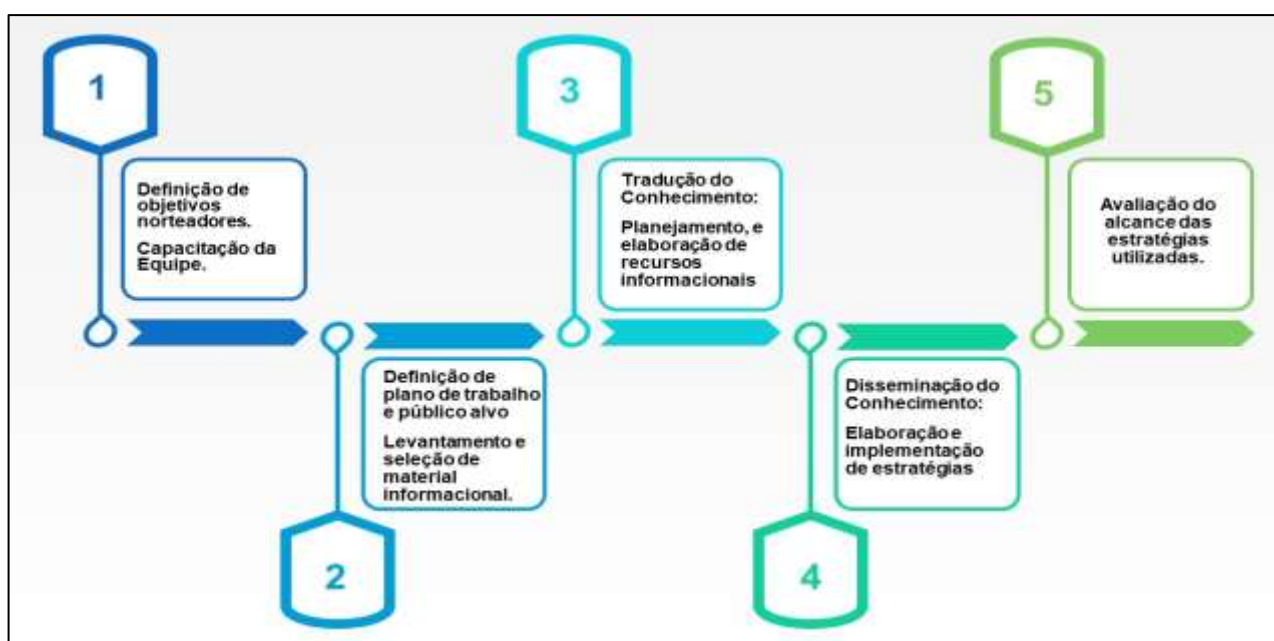 1
Definição de
objetivos
norteadores.
Capacitação da
Equipe.
2
Definição de
plano de trabalho
e público alvo
Levantamento e
seleção de
material
informacional.
3
Tradução do
Conhecimento:
Planejamento, e
elaboração de
recursos
informacionais
4
Disseminação do
Conhecimento:
Elaboração e
implementação
de estratégias
5
Avaliação do
alcance das
estratégias
utilizadas.